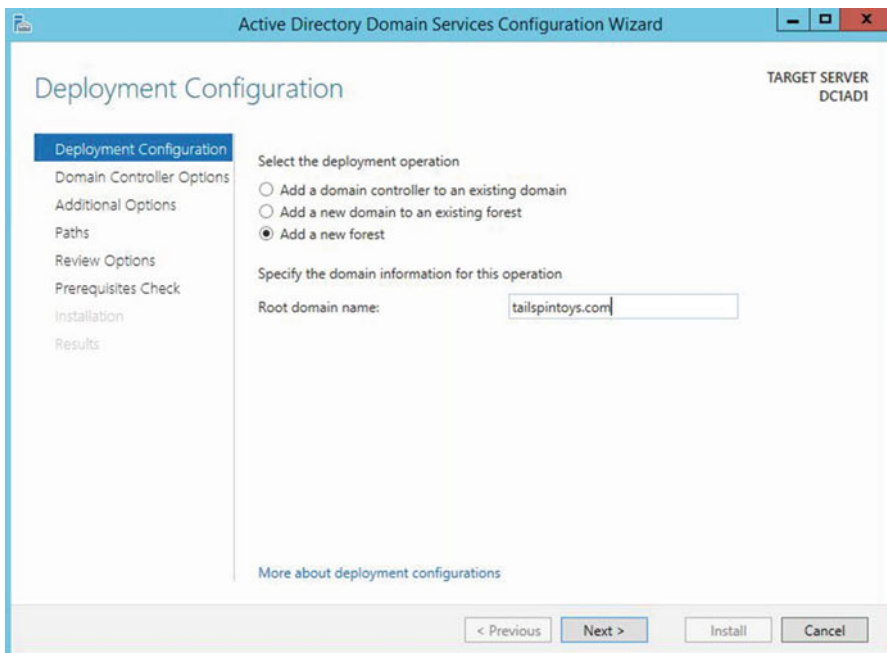 Active Directory Domain Services Configuration Wizard
Deployment Configuration
TARGET SERVER
DC1AD1
Deployment Configuration
Domain Controller Options
Additional Options
Paths
Review Options
Prerequisites Check
Installation
Results
Select the deployment operation
Add a domain controller to an existing domain
Add a new domain to an existing forest
Add a new forest
Specify the domain information for this operation
Root domain name:
tailspintoys.com
More about deployment configurations
< Previous
Next >
Install
Cancel